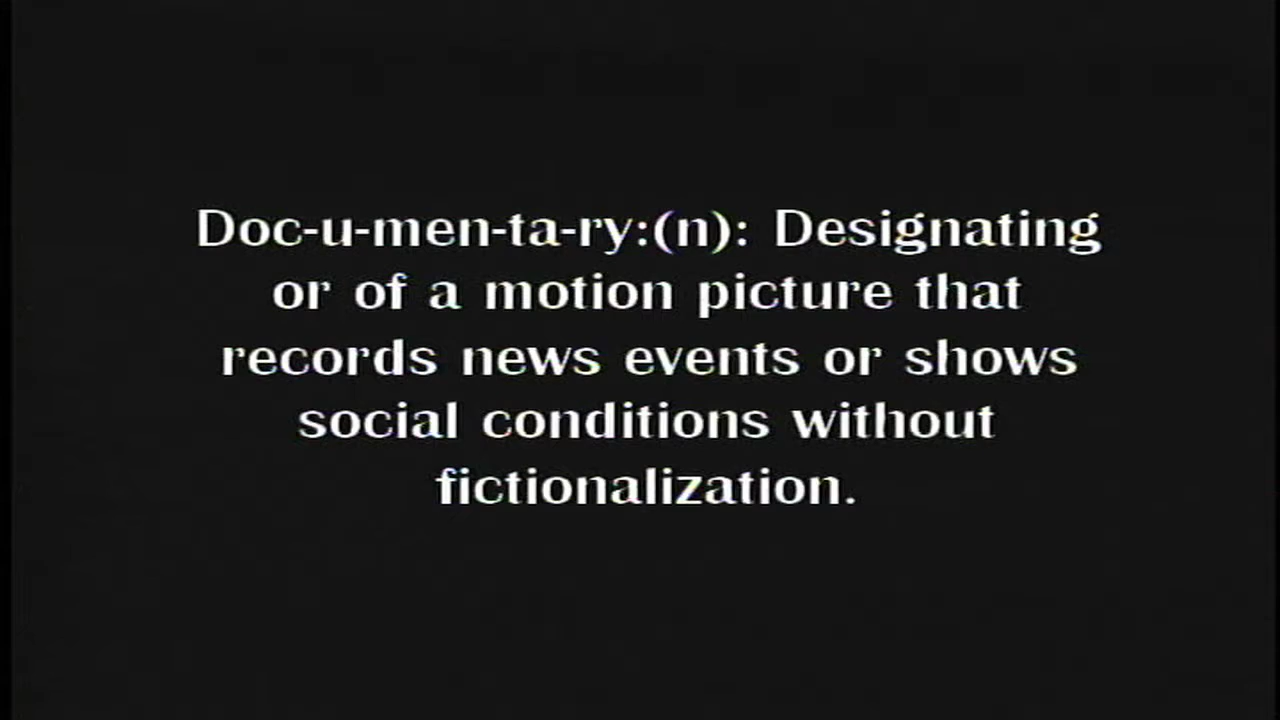 Doc-u-men-ta-ry:(n): Designating
or of a motion picture that
records news events or shows
social conditions without
fictionalization.